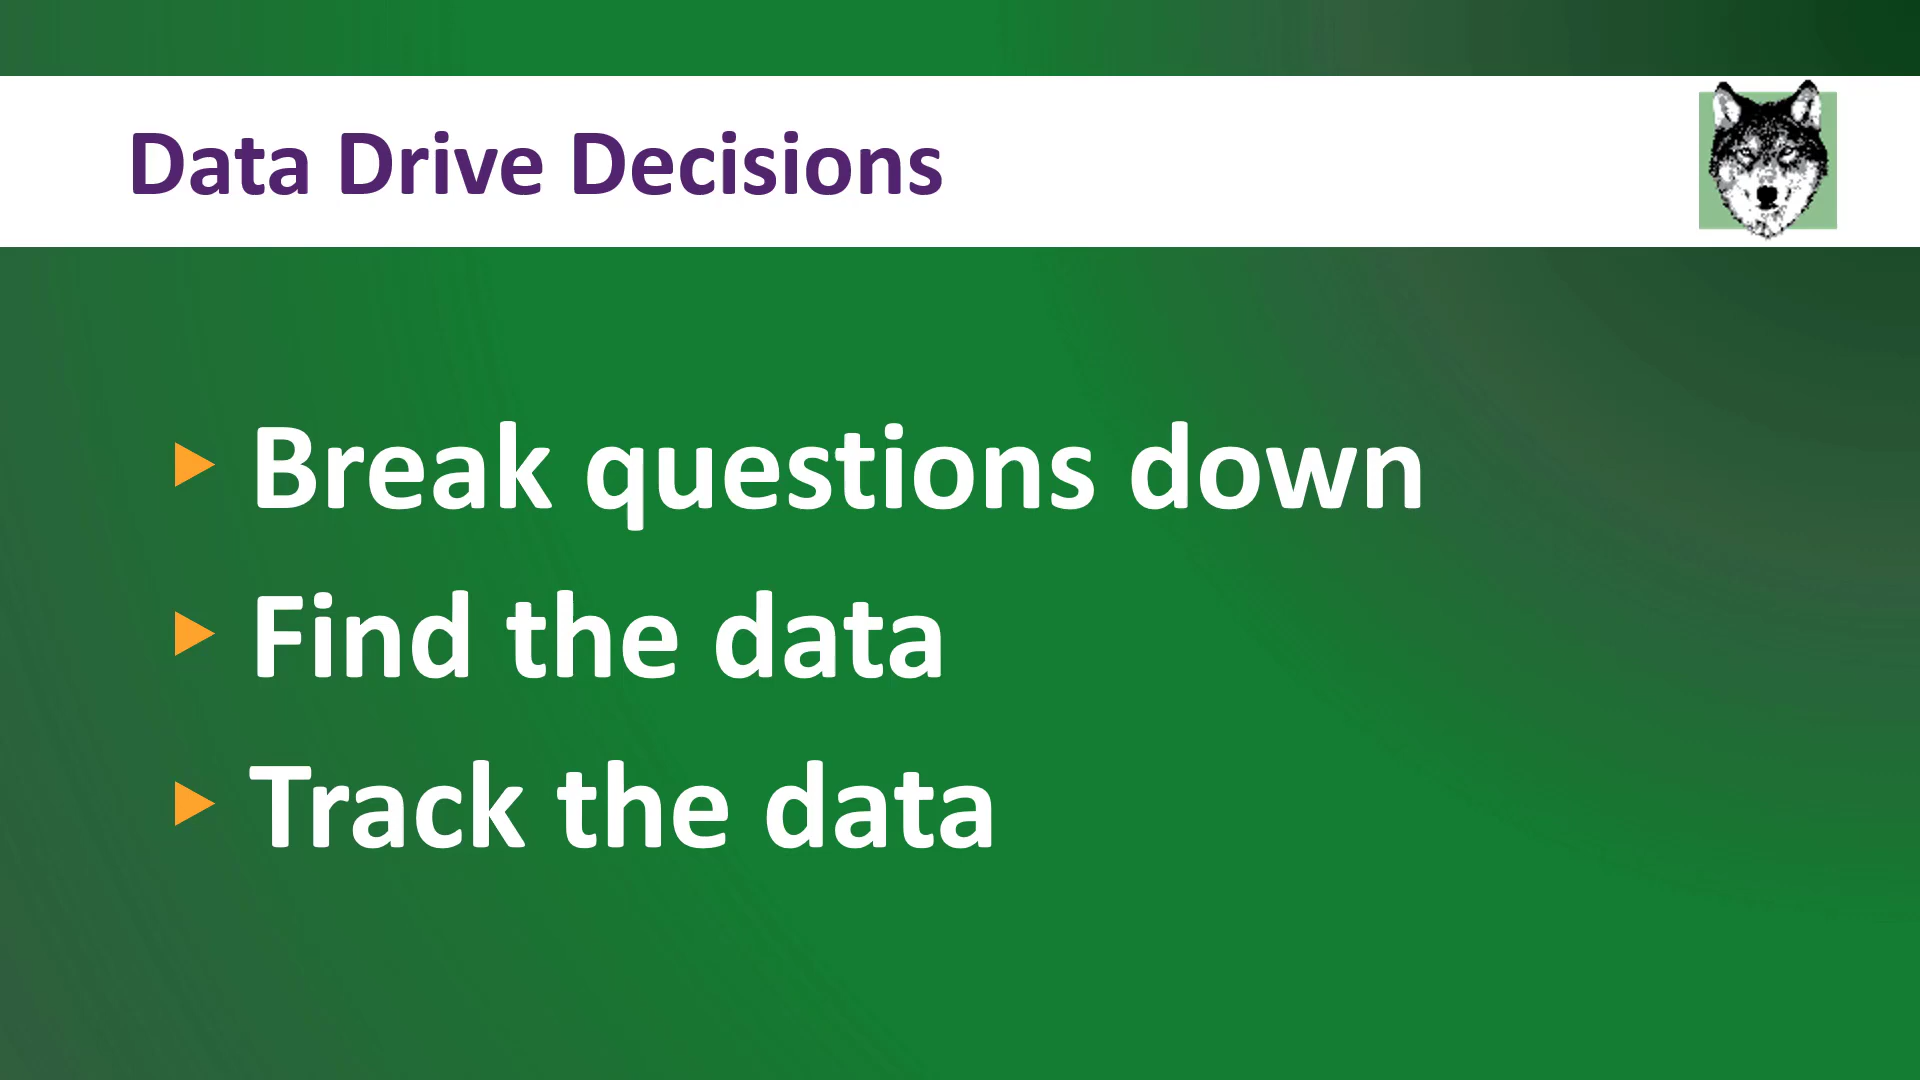 Data Drive Decisions
Break questions down
Find the data
Track the data